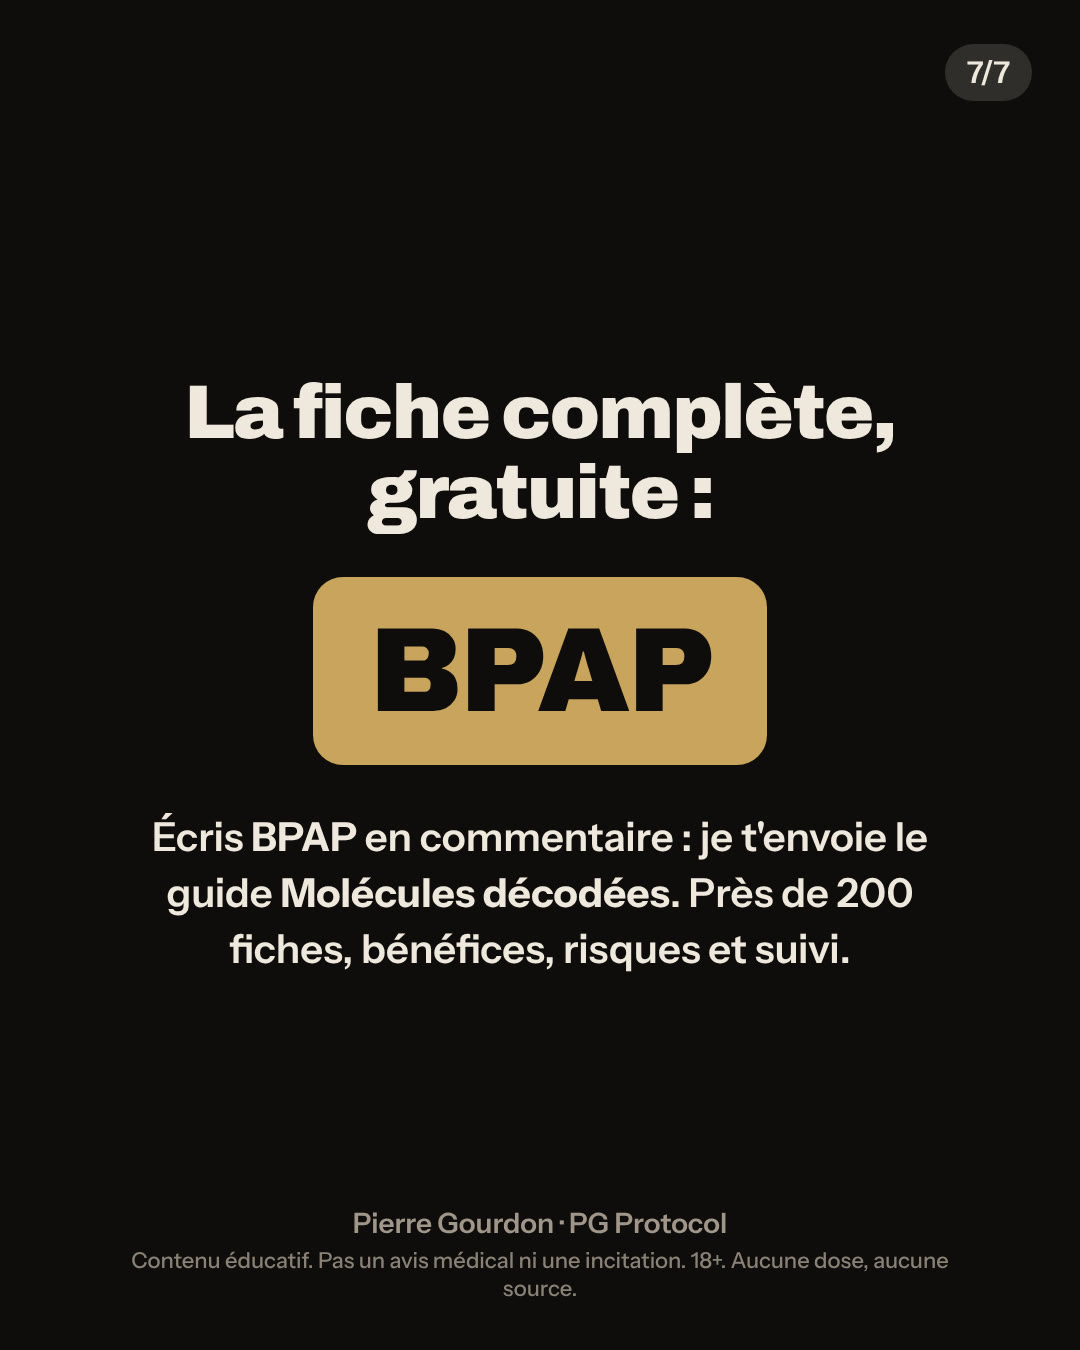 7/7
La fiche complète,
gratuite :
BPAP
Écris BPAP en commentaire : je t'envoie le
guide Molécules décodées. Près de 200
fiches, bénéfices, risques et suivi.
Pierre Gourdon · PG Protocol
Contenu éducatif. Pas un avis médical ni une incitation. 18+. Aucune dose, aucune
source.